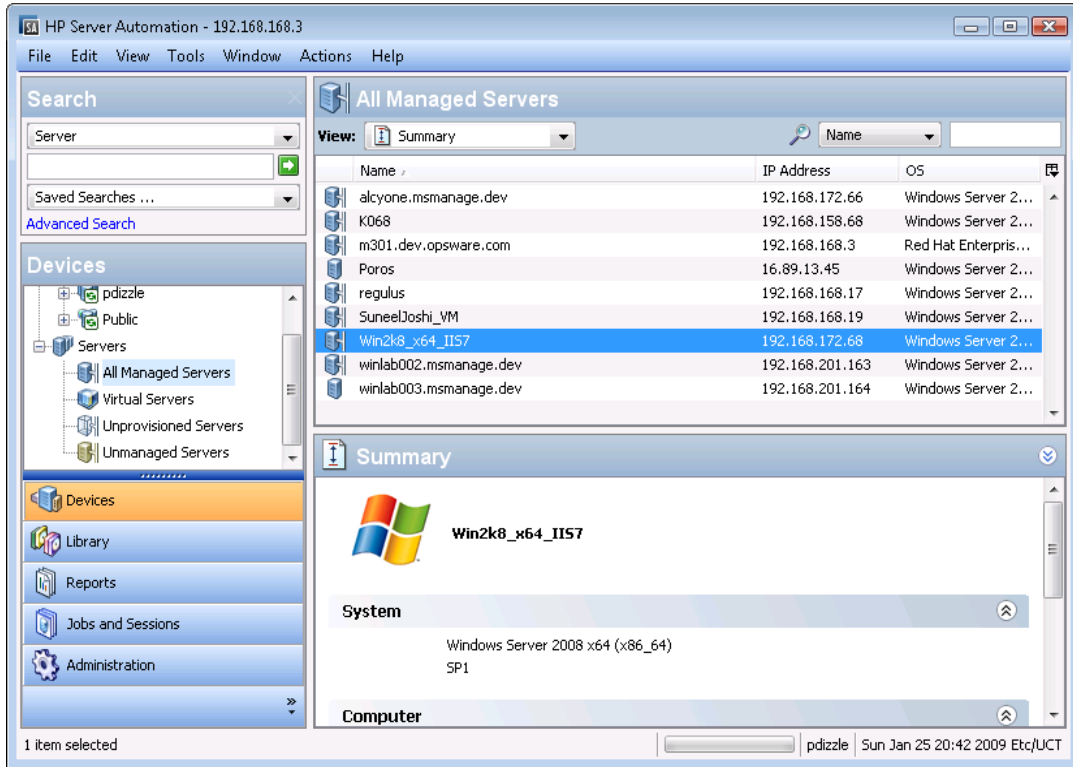 HP Server Automation - 192.168.168.3
File Edit View Tools Window Actions Help
Search
Server
Saved Searches ...
Advanced Search
Devices
pdizzle
Public
Servers
All Managed Servers
Virtual Servers
Unprovisioned Servers
Unmanaged Servers
Devices
Library
Reports
Jobs and Sessions
Administration
All Managed Servers
View: Summary Name
Name IP Address OS
alcyone.msmanage.dev 192.168.172.66 Windows Server 2...
K068 192.168.158.68 Windows Server 2...
m301.dev.opsware.com 192.168.168.3 Red Hat Enterpris...
Poros 16.89.13.45 Windows Server 2...
regulus 192.168.168.17 Windows Server 2...
SuneelJoshi_VM 192.168.168.19 Windows Server 2...
Win2k8_x64_IIS7 192.168.172.68 Windows Server 2...
winlab002.msmanage.dev 192.168.201.163 Windows Server 2...
winlab003.msmanage.dev 192.168.201.164 Windows Server 2...
Summary
Win2k8_x64_IIS7
System
Windows Server 2008 x64 (x86_64)
SP1
Computer
1 item selected
pdizzle Sun Jan 25 20:42 2009 Etc/UCT